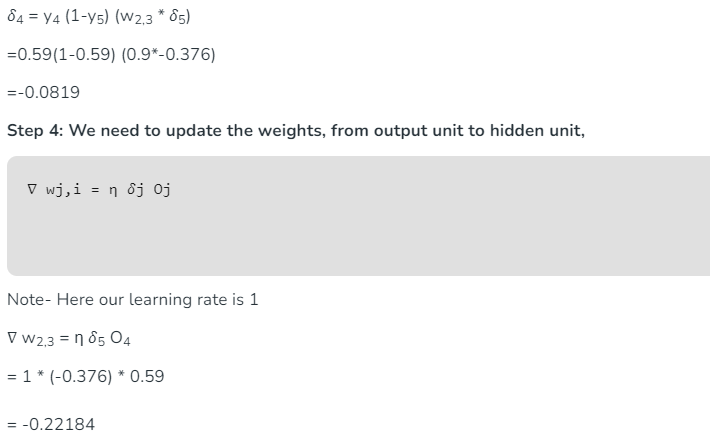 δ4 = y4 (1-y5) (w2,3 * δ5)
=0.59(1-0.59) (0.9*-0.376)
=-0.0819
Step 4: We need to update the weights, from output unit to hidden unit,
∇ wj,i = η δj Oj
Note- Here our learning rate is 1
∇ w2,3 = η δ5 O4
= 1 * (-0.376) * 0.59
= -0.22184